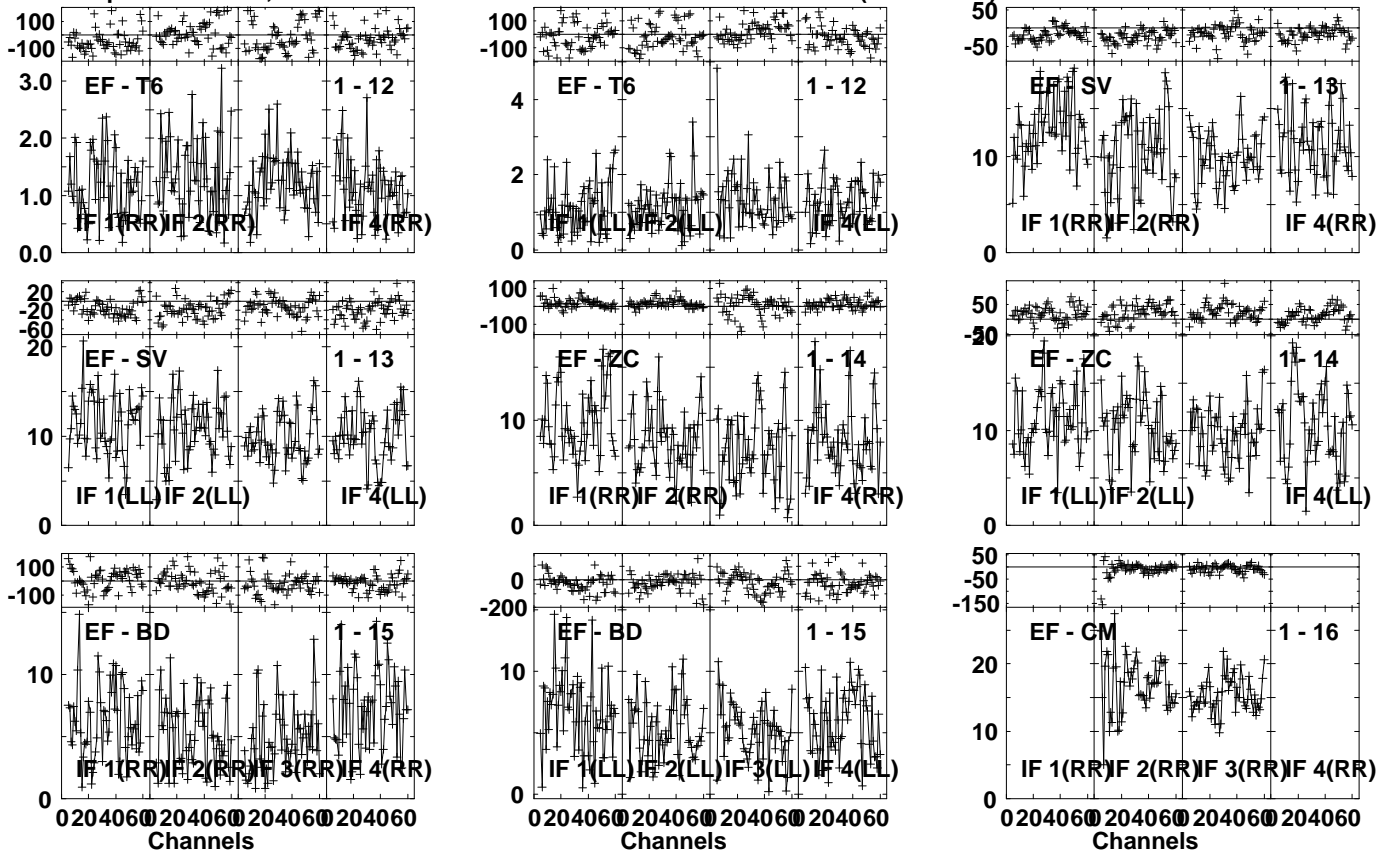 100
-100
3.0
2.0
1.0
0.0
EF - T6 1 - 12
IF 1(RR) IF 2(RR) IF 4(RR)
100
-100
4
2
0
EF - T6 1 - 12
IF 1(LL) IF 2(LL) IF 4(LL)
50
-50
10
0
EF - SV 1 - 13
IF 1(RR) IF 2(RR) IF 4(RR)
20
-20
-60
20
10
0
EF - SV 1 - 13
IF 1(LL) IF 2(LL) IF 4(LL)
100
-100
10
0
EF - ZC 1 - 14
IF 1(RR) IF 2(RR) IF 4(RR)
50
-50
20
10
0
EF - ZC 1 - 14
IF 1(LL) IF 2(LL) IF 4(LL)
100
-100
10
0
EF - BD 1 - 15
IF 1(RR) IF 2(RR) IF 3(RR) IF 4(RR)
0 20 40 60 0 20 40 60 0 20 40 60 0 20 40 60
Channels
0
-200
10
0
EF - BD 1 - 15
IF 1(LL) IF 2(LL) IF 3(LL) IF 4(LL)
0 20 40 60 0 20 40 60 0 20 40 60 0 20 40 60
Channels
50
-50
-150
20
10
0
EF - CM 1 - 16
IF 1(RR) IF 2(RR) IF 3(RR) IF 4(RR)
0 20 40 60 0 20 40 60 0 20 40 60 0 20 40 60
Channels